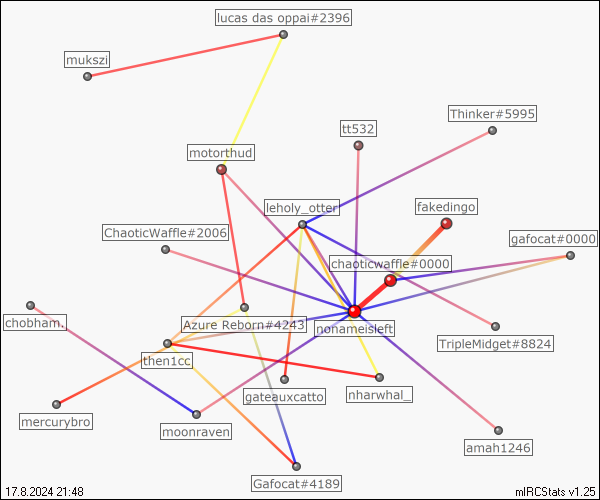 lucas das oppai#2396
mukszi
Thinker#5995
tt532
motorthud
leholy_otter
fakedingo
ChaoticWaffle#2006
gafocat#0000
chaoticwaffle#0000
chobham.
Azure Reborn#4243
nonameisleft
TripleMidget#8824
then1cc
gateauxcatto
nharwhal_
mercurybro
moonraven
amah1246
Gafocat#4189
17.8.2024 21:48
mIRCStats v1.25